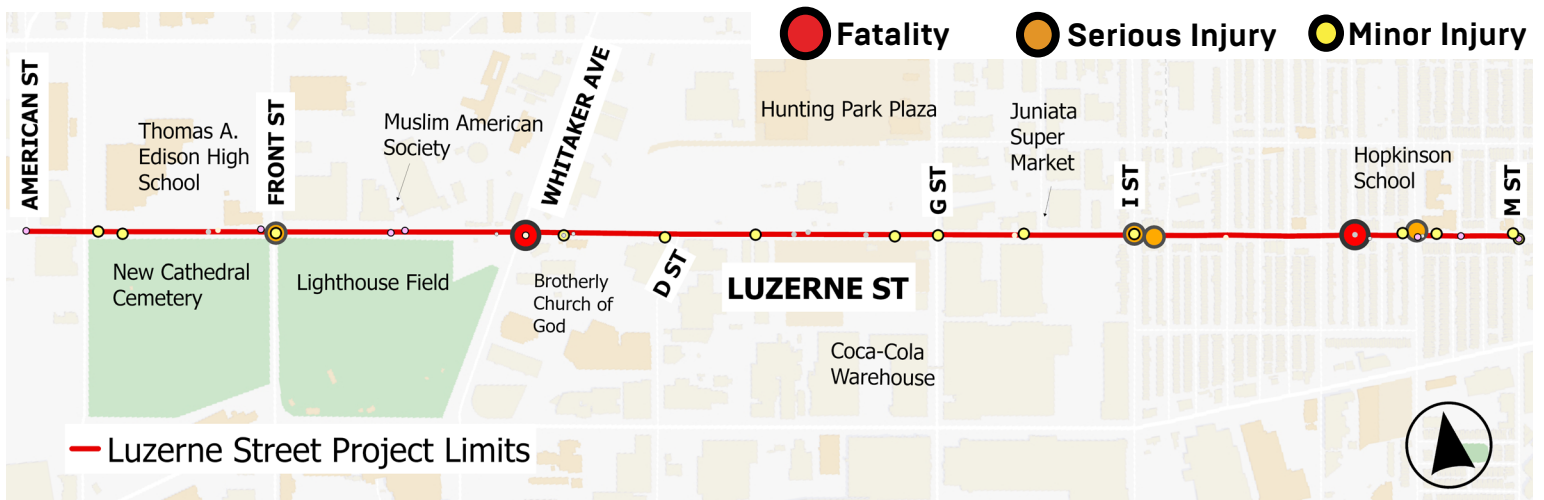 Fatality
Serious Injury
Minor Injury
AMERICAN ST
Thomas A.
Edison High
School
FRONT ST
Muslim American
Society
WHITAKER AVE
Hunting Park Plaza
G ST
Juniata
Super
Market
I ST
Hopkinson
School
M ST
New Cathedral
Cemetery
Lighthouse Field
Brotherly
Church of
God
D ST
LUZERNE ST
Coca-Cola
Warehouse
Luzerne Street Project Limits